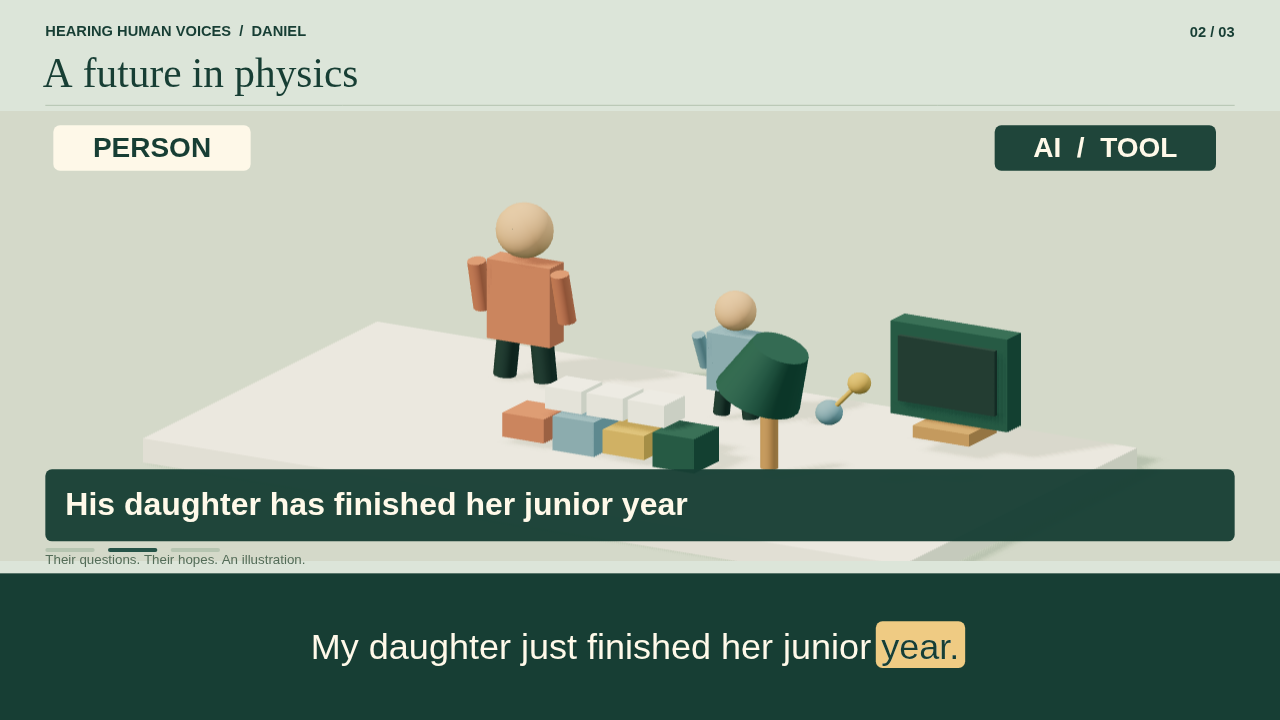 HEARING HUMAN VOICES / DANIEL
02 / 03
A future in physics
PERSON
AI / TOOL
His daughter has finished her junior year
Their questions. Their hopes. An illustration.
My daughter just finished her junior year.